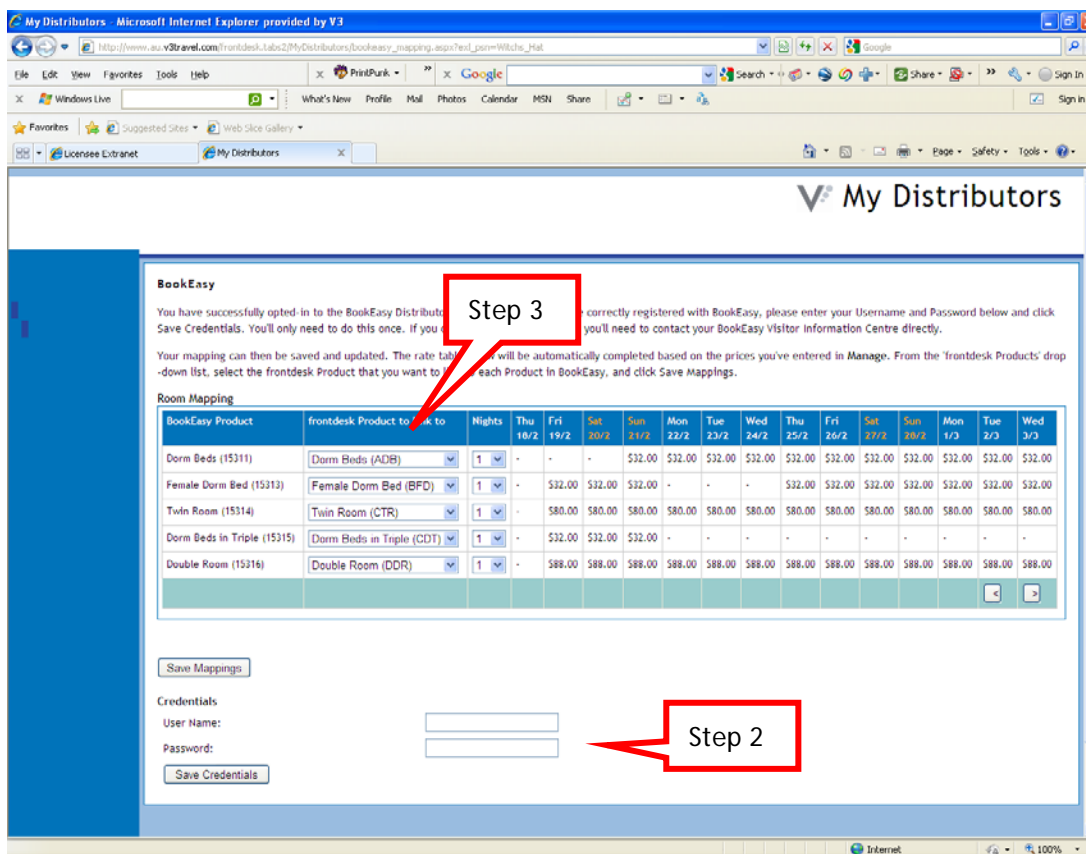 My Distributors - Microsoft Internet Explorer provided by V3
http://www.au.v3travel.com/frontdesk.tabs2/MyDistributors/bookeasy_mapping.aspx?exl_psn=Witchs_Hat Google
File Edit View Favorites Tools Help x PrintPunk » x Google Search Share » Sign In
x Windows Live What's New Profile Mail Photos Calendar MSN Share Sign in
Favorites Suggested Sites Web Slice Gallery
Licensee Extranet My Distributors x Page Safety Tools
V My Distributors
BookEasy
You have successfully opted-in to the BookEasy Distributor correctly registered with BookEasy, please enter your Username and Password below and click
Save Credentials. You'll only need to do this once. If you you'll need to contact your BookEasy Visitor Information Centre directly.
Step 3
Your mapping can then be saved and updated. The rate will be automatically completed based on the prices you've entered in Manage. From the 'frontdesk Products' drop
-down list, select the frontdesk Product that you want to each Product in BookEasy, and click Save Mappings.
Room Mapping
BookEasy Product frontdesk Product to link to Nights Thu Fri Sat Sun Mon Tue Wed Thu Fri Sat Sun Mon Tue Wed
18/2 19/2 20/2 21/2 22/2 23/2 24/2 25/2 26/2 27/2 28/2 1/3 2/3 3/3
Dorm Beds (15311) Dorm Beds (ADB) 1 - - - $32.00 $32.00 $32.00 $32.00 $32.00 $32.00 $32.00 $32.00 $32.00 $32.00 $32.00
Female Dorm Bed (15313) Female Dorm Bed (BFD) 1 - $32.00 $32.00 $32.00 - - - $32.00 $32.00 $32.00 $32.00 $32.00 $32.00 $32.00
Twin Room (15314) Twin Room (CTR) 1 - $80.00 $80.00 $80.00 $80.00 $80.00 $80.00 $80.00 $80.00 $80.00 $80.00 $80.00 $80.00 $80.00
Dorm Beds in Triple (15315) Dorm Beds in Triple (CDT) 1 - $32.00 $32.00 $32.00 - - - - - - - - - -
Double Room (15316) Double Room (DDR) 1 - $88.00 $88.00 $88.00 $88.00 $88.00 $88.00 $88.00 $88.00 $88.00 $88.00 $88.00 $88.00 $88.00
< >
Save Mappings
Credentials
User Name:
Password:
Step 2
Save Credentials
Internet 100%